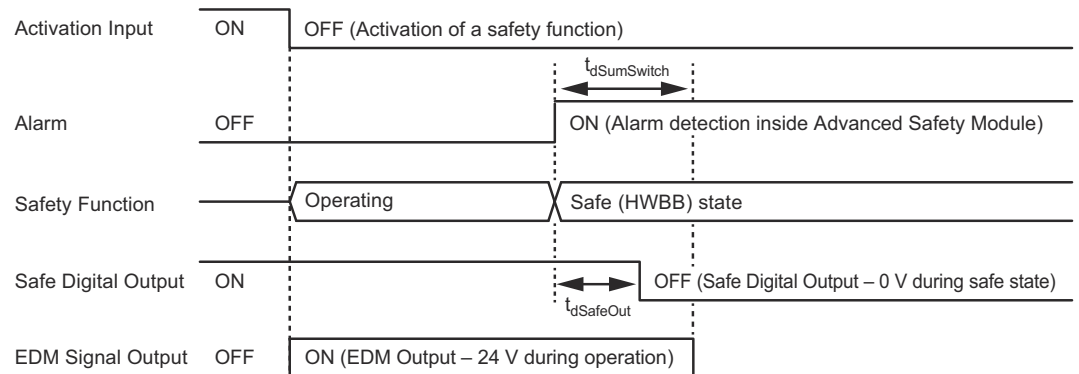 Activation Input ON OFF (Activation of a safety function)
tdSumSwitch
Alarm OFF ON (Alarm detection inside Advanced Safety Module)
Safety Function Operating Safe (HWBB) state
Safe Digital Output ON OFF (Safe Digital Output – 0 V during safe state)
tdSafeOut
EDM Signal Output OFF ON (EDM Output – 24 V during operation)